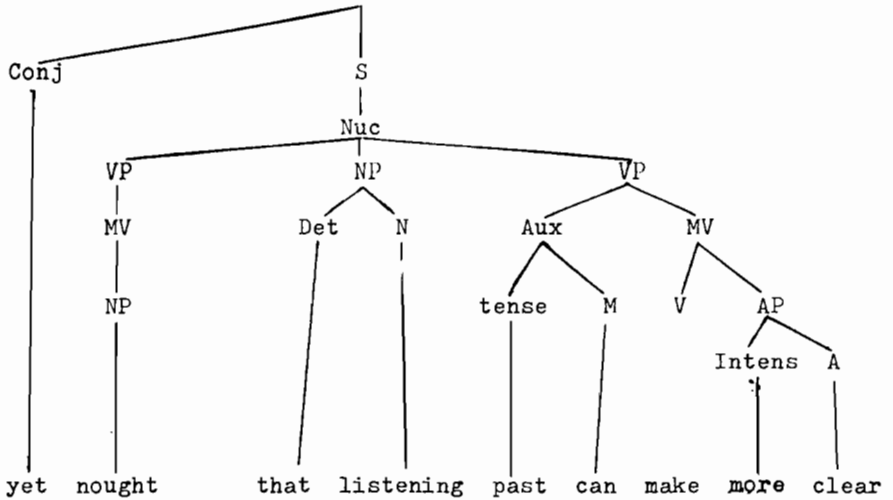 Conj S
Nuc
VP NP VP
MV Det N Aux MV
NP tense M V AP
Intens A
yet nought that listening past can make more clear